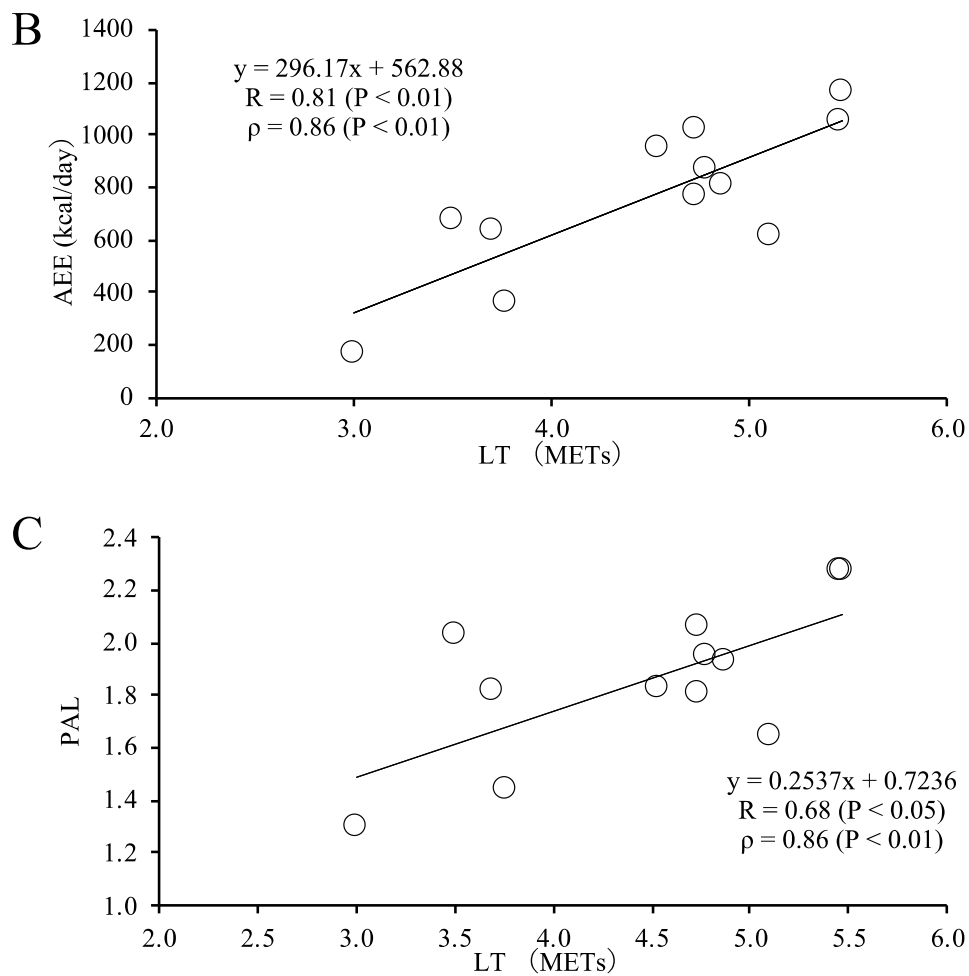 B
1400
1200
1000
800
600
400
200
0
AEE (kcal/day)
y = 296.17x + 562.88
R = 0.81 (P < 0.01)
ρ = 0.86 (P < 0.01)
2.0 3.0 4.0 5.0 6.0
LT （METs）
C
2.4
2.2
2.0
1.8
1.6
1.4
1.2
1.0
PAL
y = 0.2537x + 0.7236
R = 0.68 (P < 0.05)
ρ = 0.86 (P < 0.01)
2.0 2.5 3.0 3.5 4.0 4.5 5.0 5.5 6.0
LT （METs）